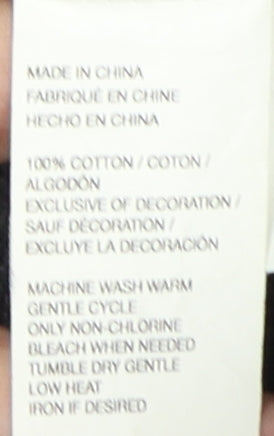 MADE IN CHINA
FABRIQUÉ EN CHINE
HECHO EN CHINA
100% COTTON / COTON /
ALGODÓN
EXCLUSIVE OF DECORATION /
SAUF DÉCORATION /
EXCLUYE LA DECORACIÓN
MACHINE WASH WARM
GENTLE CYCLE
ONLY NON-CHLORINE
BLEACH WHEN NEEDED
TUMBLE DRY GENTLE
LOW HEAT
IRON IF DESIRED